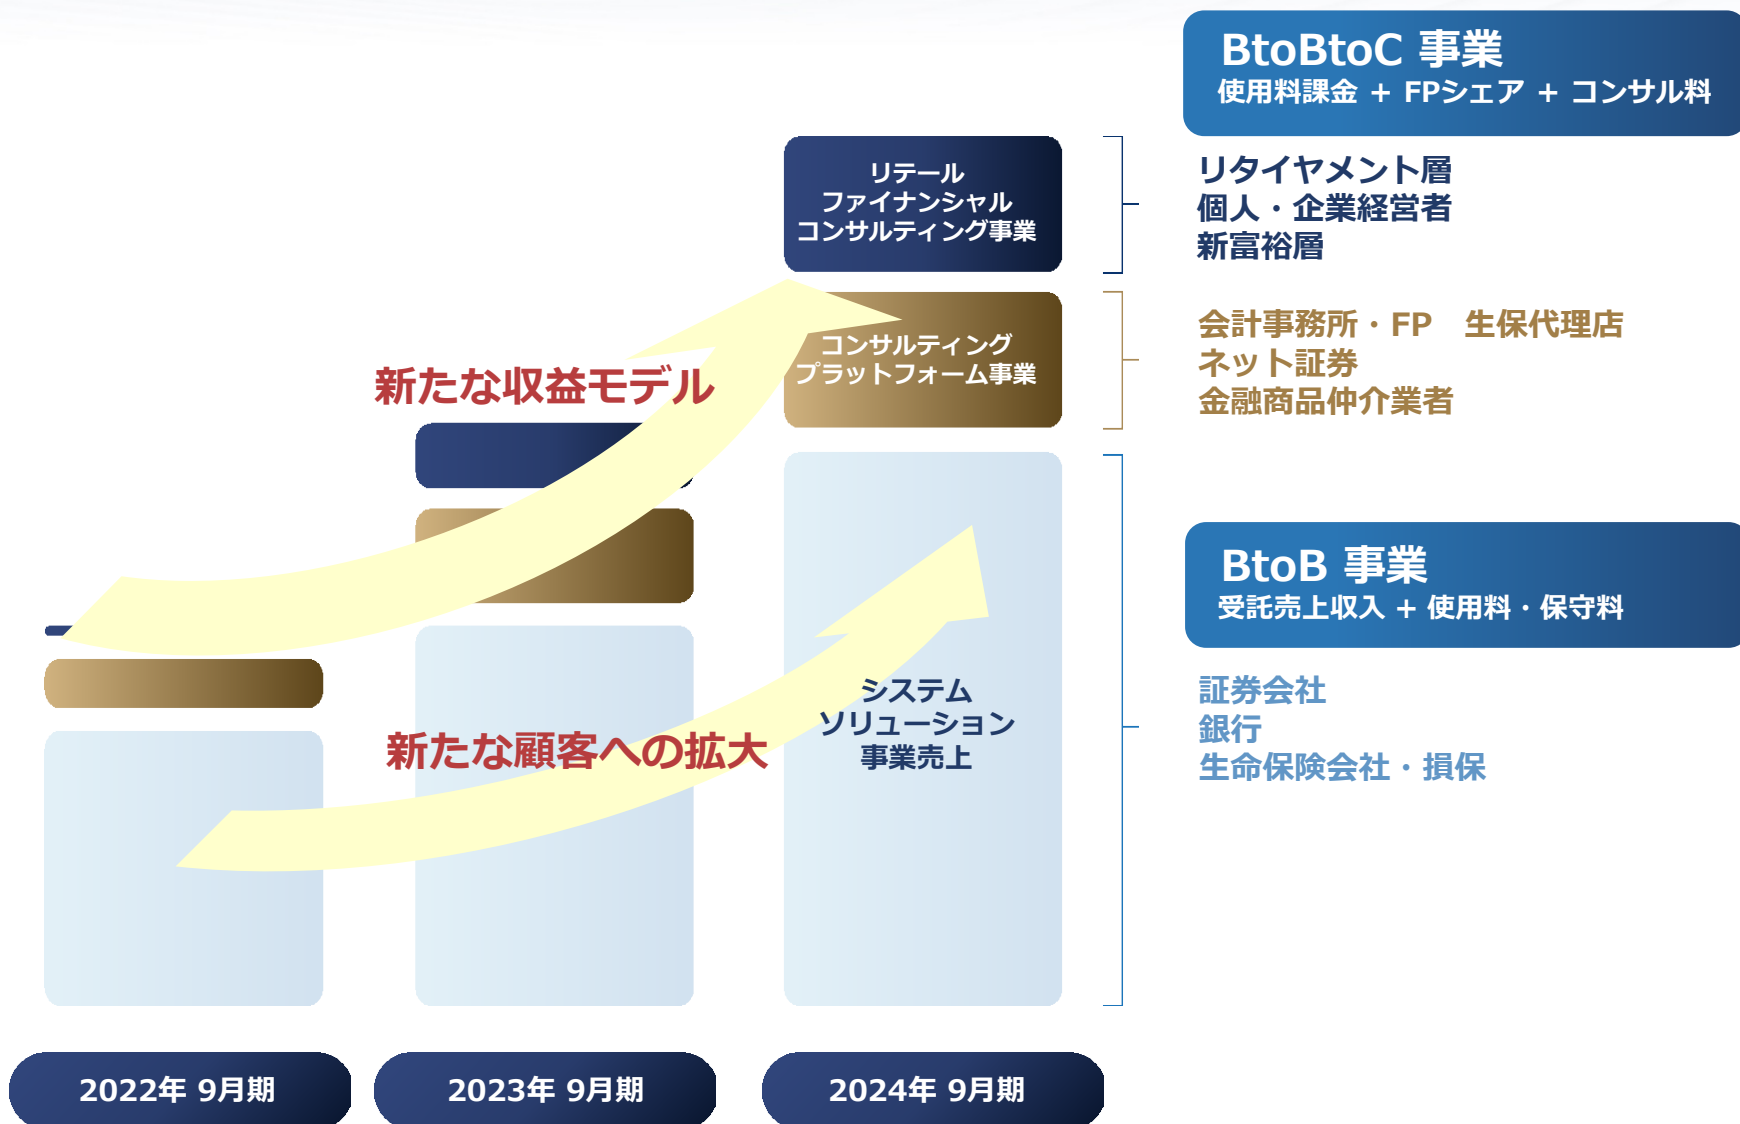 BtoBtoC 事業
使用料課金 + FPシェア + コンサル料
リテール
ファイナンシャル
コンサルティング事業
リタイヤメント層
個人・企業経営者
新富裕層
コンサルティング
プラットフォーム事業
会計事務所・FP　生保代理店
ネット証券
金融商品仲介業者
新たな収益モデル
BtoB 事業
受託売上収入 + 使用料・保守料
システム
ソリューション
事業売上
証券会社
銀行
生命保険会社・損保
新たな顧客への拡大
2022年 9月期
2023年 9月期
2024年 9月期